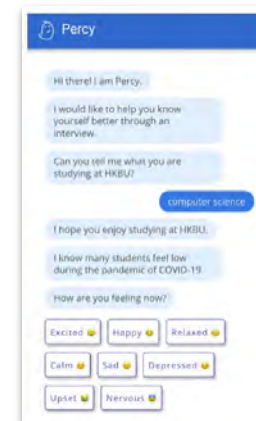 Percy
Hi there! I am Percy.
I would like to help you know
yourself better through an
interview.
Can you tell me what you are
studying at HKBU?
computer science
I hope you enjoy studying at HKBU.
I know many students feel low
during the pandemic of COVID-19.
How are you feeling now?
Excited 😄 Happy 😄 Relaxed 😄
Calm 😄 Sad 😞 Depressed 😞
Upset 😫 Nervous 😨